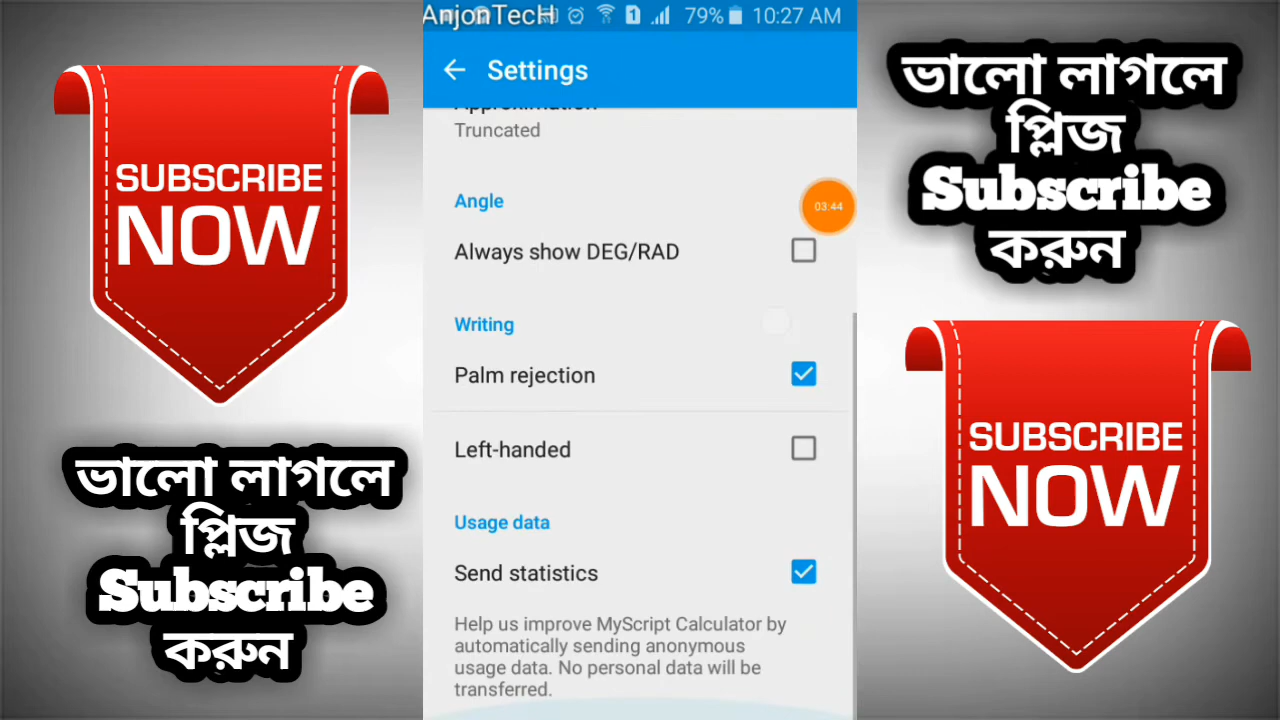 SUBSCRIBE
NOW
ভালো লাগলে
প্লিজ
Subscribe
করুন
AnjonTecH
79%
10:27 AM
Settings
Approximation
Truncated
Angle
03:44
Always show DEG/RAD
Writing
Palm rejection
Left-handed
Usage data
Send statistics
Help us improve MyScript Calculator by
automatically sending anonymous
usage data. No personal data will be
transferred.
ভালো লাগলে
প্লিজ
Subscribe
করুন
SUBSCRIBE
NOW